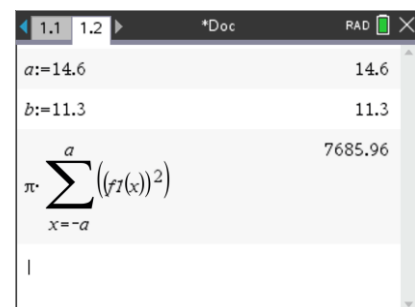 1.1 1.2 *Doc RAD
a:=14.6 14.6
b:=11.3 11.3
a
π· ∑ ((f1(x))²) 7685.96
x=-a